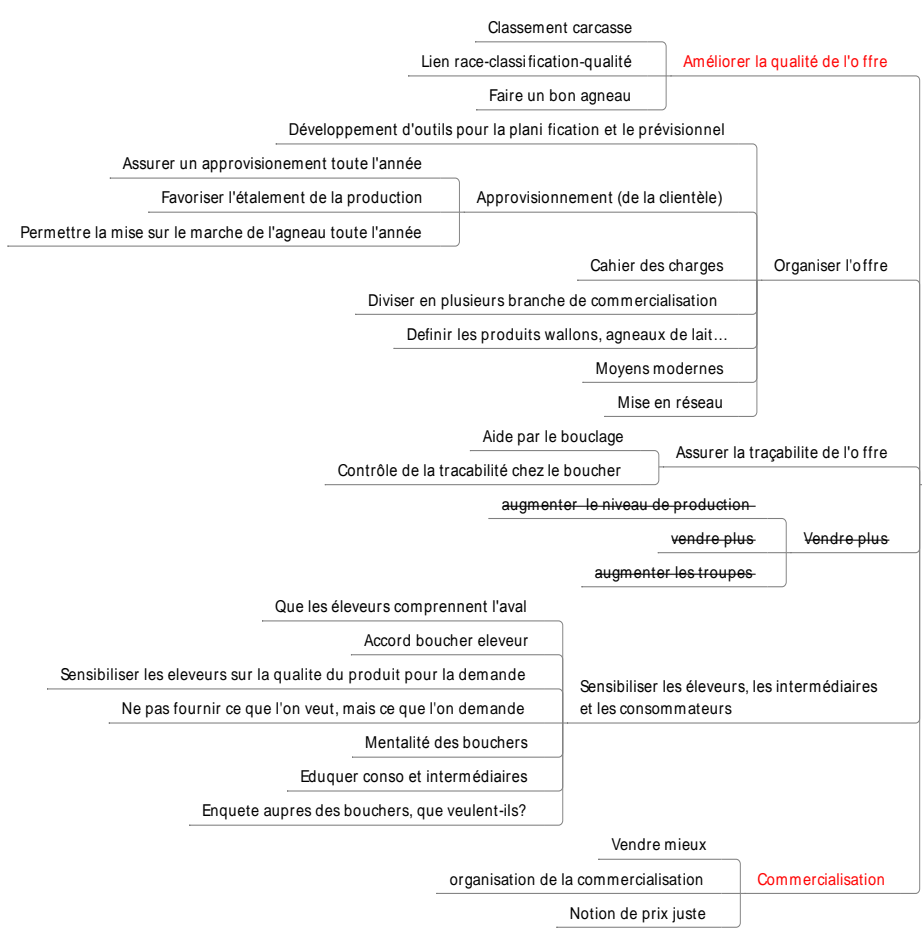 Classement carcasse
Lien race-classification-qualité
Améliorer la qualité de l'o ffre
Faire un bon agneau
Développement d'outils pour la plani fication et le prévisionnel
Assurer un approvisionement toute l'année
Favoriser l'étalement de la production
Approvisionnement (de la clientèle)
Permettre la mise sur le marche de l'agneau toute l'année
Cahier des charges
Organiser l'offre
Diviser en plusieurs branche de commercialisation
Definir les produits wallons, agneaux de lait...
Moyens modernes
Mise en réseau
Aide par le bouclage
Assurer la traçabilite de l'o ffre
Contrôle de la tracabilité chez le boucher
augmenter le niveau de production
vendre plus
Vendre plus
augmenter les troupes
Que les éleveurs comprennent l'aval
Accord boucher eleveur
Sensibiliser les eleveurs sur la qualite du produit pour la demande
Sensibiliser les éleveurs, les intermédiaires
et les consommateurs
Ne pas fournir ce que l'on veut, mais ce que l'on demande
Mentalité des bouchers
Eduquer conso et intermédiaires
Enquete aupres des bouchers, que veulent-ils?
Vendre mieux
organisation de la commercialisation
Commercialisation
Notion de prix juste